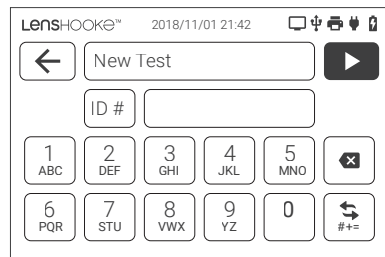 LENSHOOKE™ 2018/11/01 21:42
New Test
ID #
1 2 3 4 5
ABC DEF GHI JKL MNO
6 7 8 9 0
PQR STU VWX YZ #+=